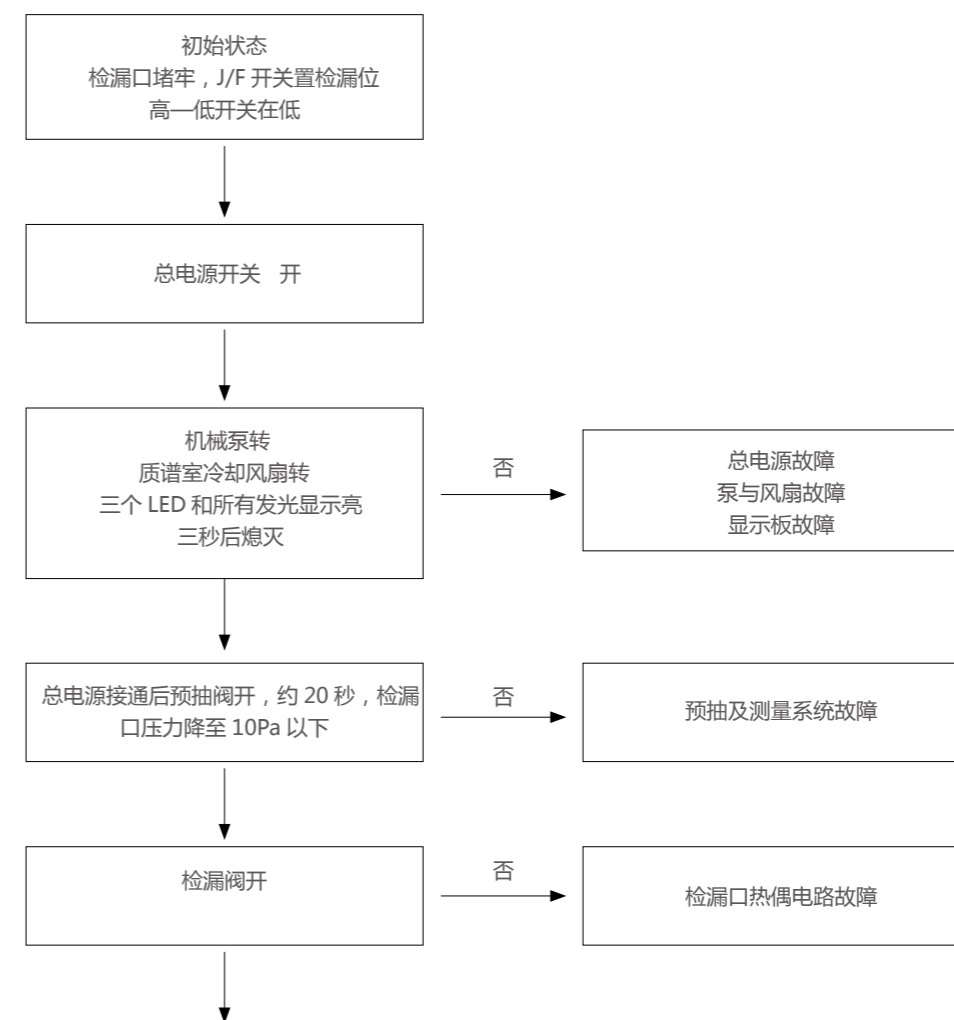 初始状态
检漏口堵牢，J/F 开关置检漏位
高—低开关在低
总电源开关 开
机械泵转
质谱室冷却风扇转
三个 LED 和所有发光显示亮
三秒后熄灭
否
总电源故障
泵与风扇故障
显示板故障
总电源接通后预抽阀开，约 20 秒，检漏
口压力降至 10Pa 以下
否
预抽及测量系统故障
检漏阀开
否
检漏口热偶电路故障